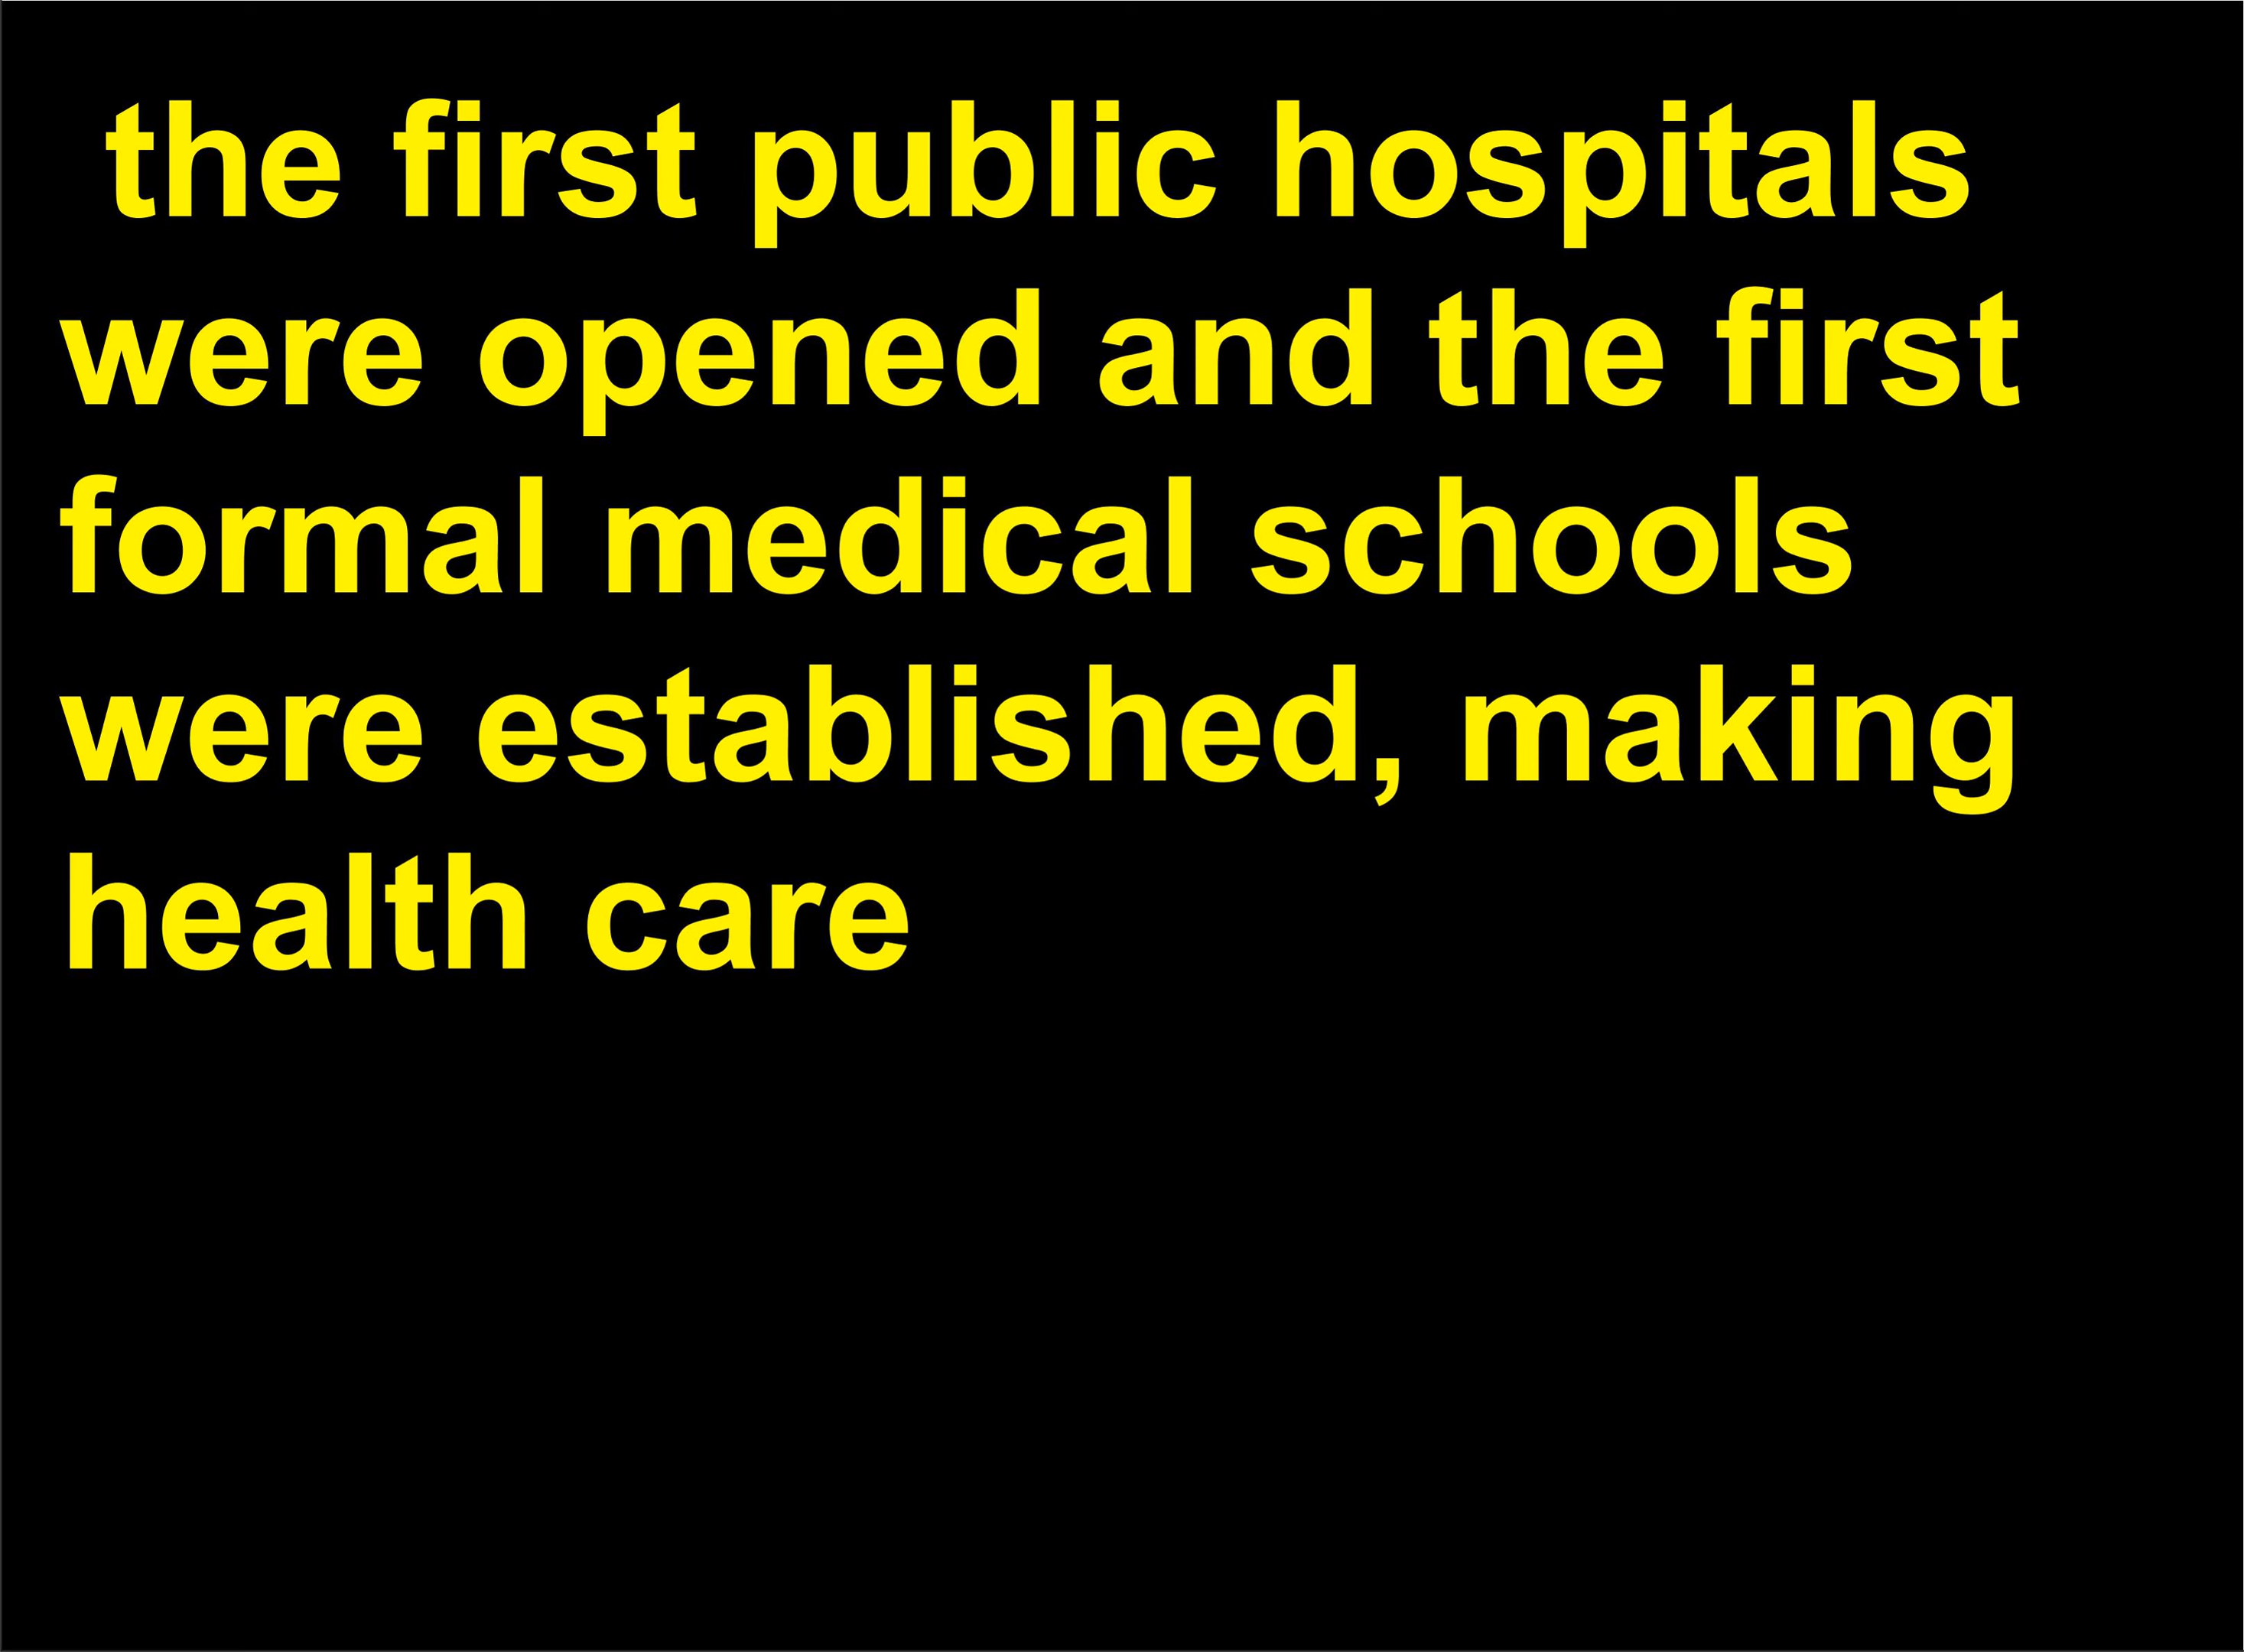 the first public hospitals
were opened and the first
formal medical schools
were established, making
health care